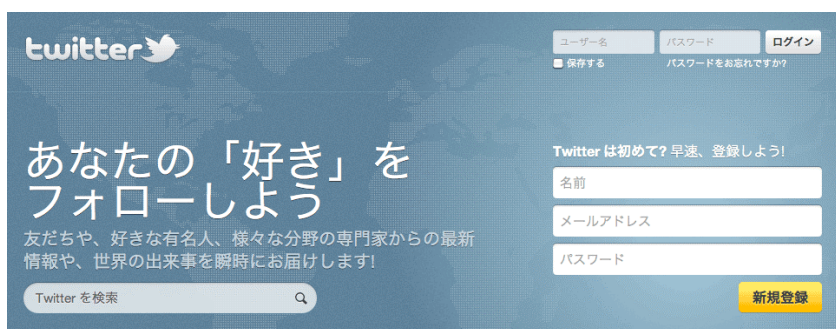 twitter
ユーザー名
パスワード
ログイン
保存する
パスワードをお忘れですか?
あなたの「好き」を
フォローしよう
友だちや、好きな有名人、様々な分野の専門家からの最新
情報や、世界の出来事を瞬時にお届けします!
Twitter を検索
Twitter は初めて? 早速、登録しよう!
名前
メールアドレス
パスワード
新規登録